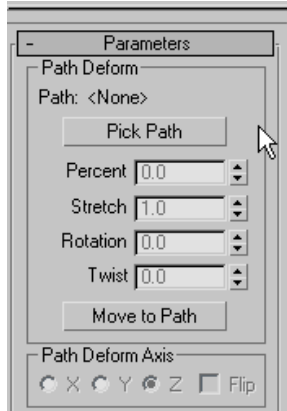 - Parameters
Path Deform
Path: <None>
Pick Path
Percent 0.0
Stretch 1.0
Rotation 0.0
Twist 0.0
Move to Path
Path Deform Axis
X Y Z Flip